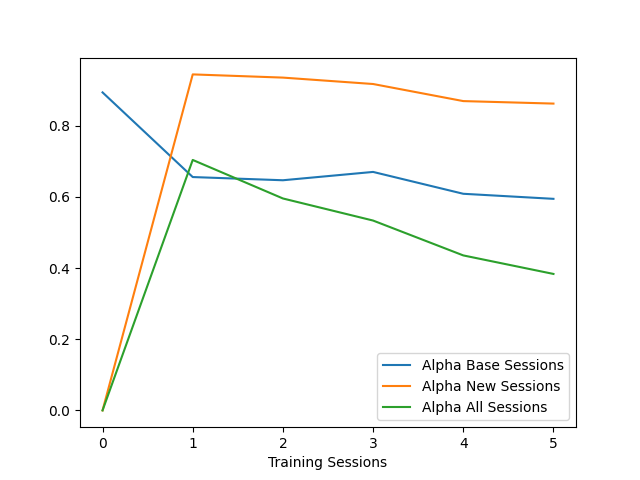 0.8
0.6
0.4
0.2
0.0
Alpha Base Sessions
Alpha New Sessions
Alpha All Sessions
0 1 2 3 4 5
Training Sessions